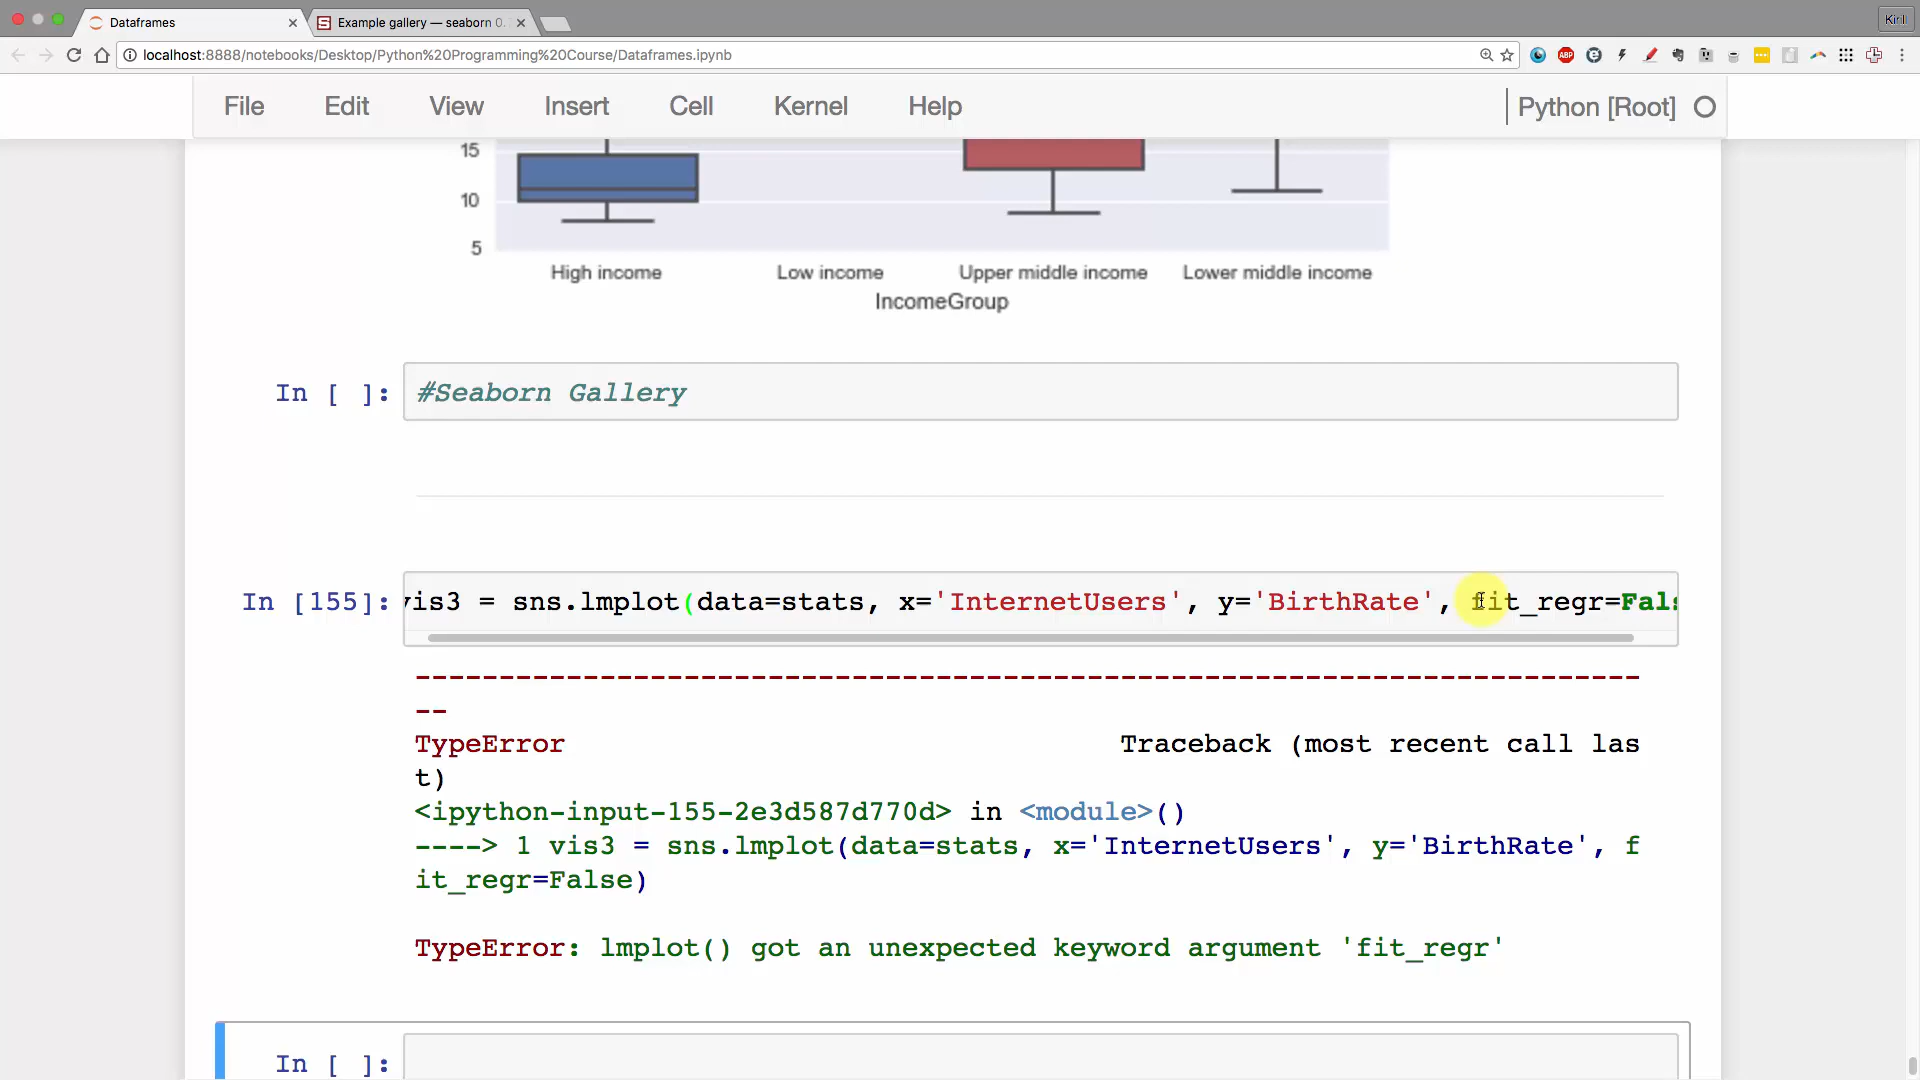 Dataframes
Example gallery — seaborn 0.
Kirill
localhost:8888/notebooks/Desktop/Python%20Programming%20Course/Dataframes.ipynb
ABP
File Edit View Insert Cell Kernel Help Python [Root]
15
10
5
High income Low income Upper middle income Lower middle income
IncomeGroup
In [ ]: #Seaborn Gallery
In [155]: vis3 = sns.lmplot(data=stats, x='InternetUsers', y='BirthRate', fit_regr=Fals
---------------------------------------------------------------------------
--
TypeError Traceback (most recent call las
t)
<ipython-input-155-2e3d587d770d> in <module>()
----> 1 vis3 = sns.lmplot(data=stats, x='InternetUsers', y='BirthRate', f
it_regr=False)
TypeError: lmplot() got an unexpected keyword argument 'fit_regr'
In [ ]: